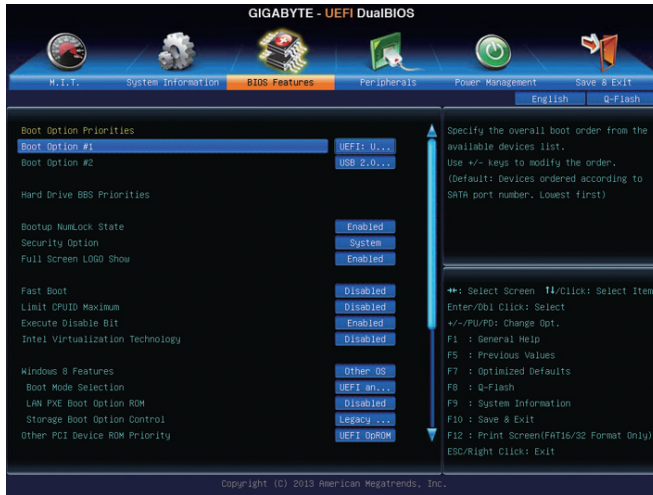 GIGABYTE - UEFI DualBIOS
M.I.T.
System Information
BIOS Features
Peripherals
Power Management
Save & Exit
English
Q-Flash
Boot Option Priorities
Boot Option #1 UEFI: U...
Boot Option #2 USB 2.0...
Hard Drive BBS Priorities
Bootup NumLock State Enabled
Security Option System
Full Screen LOGO Show Enabled
Fast Boot Disabled
Limit CPUID Maximum Disabled
Execute Disable Bit Enabled
Intel Virtualization Technology Disabled
Windows 8 Features Other OS
Boot Mode Selection UEFI an...
LAN PXE Boot Option ROM Disabled
Storage Boot Option Control Legacy ...
Other PCI Device ROM Priority UEFI OpROM
Specify the overall boot order from the
available devices list.
Use +/- keys to modify the order.
(Default: Devices ordered according to
SATA port number. Lowest first)
→←: Select Screen ↑↓/Click: Select Item
Enter/Dbl Click: Select
+/-/PU/PD: Change Opt.
F1 : General Help
F5 : Previous Values
F7 : Optimized Defaults
F8 : Q-Flash
F9 : System Information
F10 : Save & Exit
F12 : Print Screen(FAT16/32 Format Only)
ESC/Right Click: Exit
Copyright (C) 2013 American Megatrends, Inc.